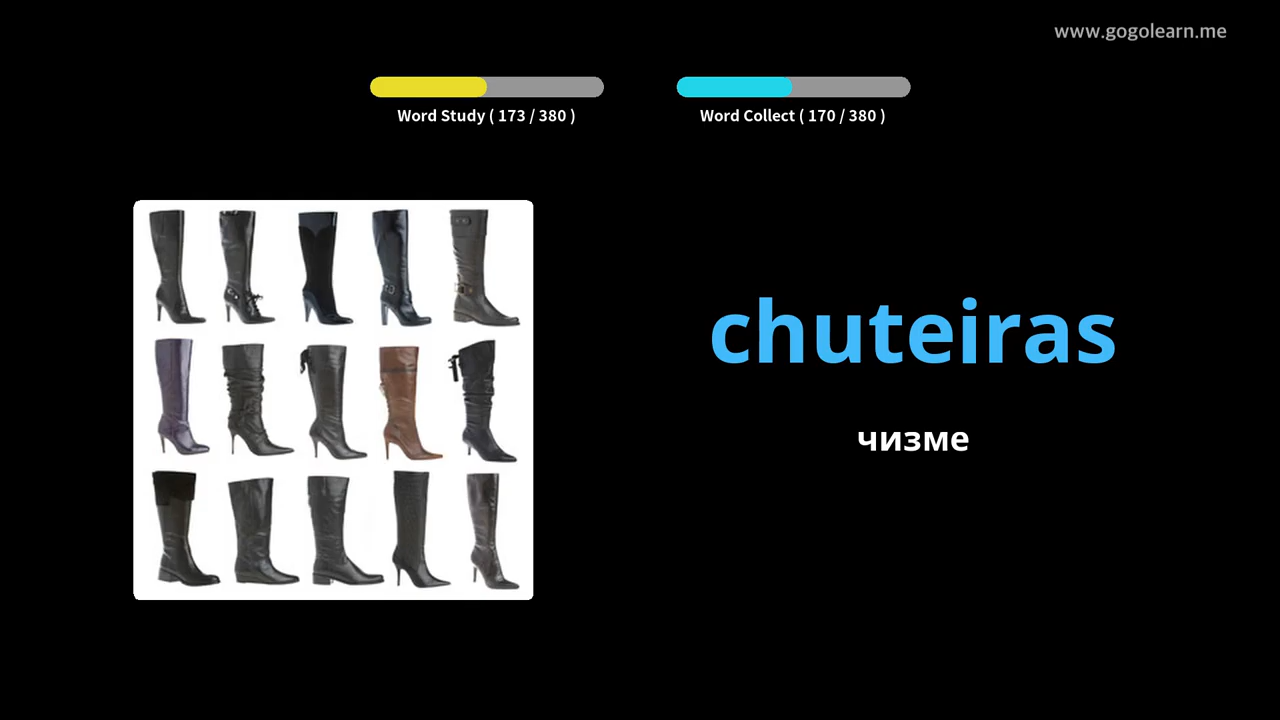 www.gogolearn.me
Word Study ( 173 / 380 )
Word Collect ( 170 / 380 )
chuteiras
чизме